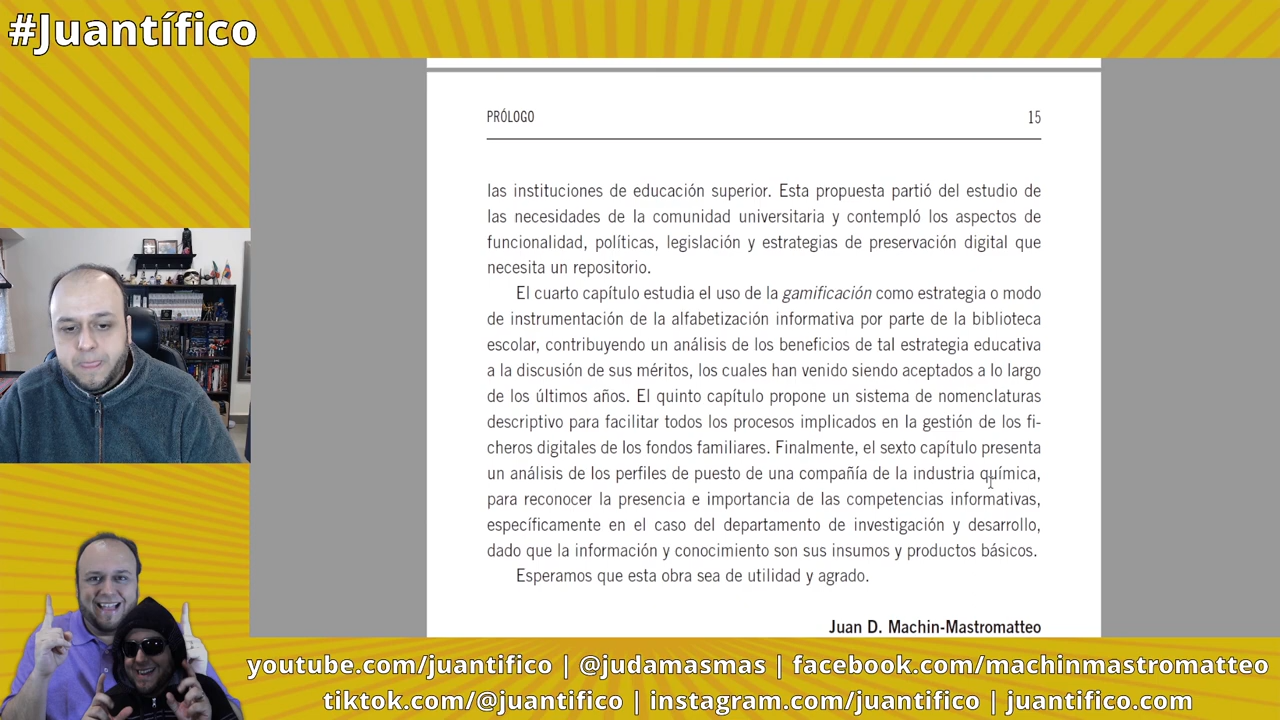 #Juantífico
PRÓLOGO 15
las instituciones de educación superior. Esta propuesta partió del estudio de
las necesidades de la comunidad universitaria y contempló los aspectos de
funcionalidad, políticas, legislación y estrategias de preservación digital que
necesita un repositorio.
El cuarto capítulo estudia el uso de la gamificación como estrategia o modo
de instrumentación de la alfabetización informativa por parte de la biblioteca
escolar, contribuyendo un análisis de los beneficios de tal estrategia educativa
a la discusión de sus méritos, los cuales han venido siendo aceptados a lo largo
de los últimos años. El quinto capítulo propone un sistema de nomenclaturas
descriptivo para facilitar todos los procesos implicados en la gestión de los fi-
cheros digitales de los fondos familiares. Finalmente, el sexto capítulo presenta
un análisis de los perfiles de puesto de una compañía de la industria química,
para reconocer la presencia e importancia de las competencias informativas,
específicamente en el caso del departamento de investigación y desarrollo,
dado que la información y conocimiento son sus insumos y productos básicos.
Esperamos que esta obra sea de utilidad y agrado.
Juan D. Machin-Mastromatteo
youtube.com/juantifico | @judamasmas | facebook.com/machinmastromatteo
tiktok.com/@juantifico | instagram.com/juantifico | juantifico.com